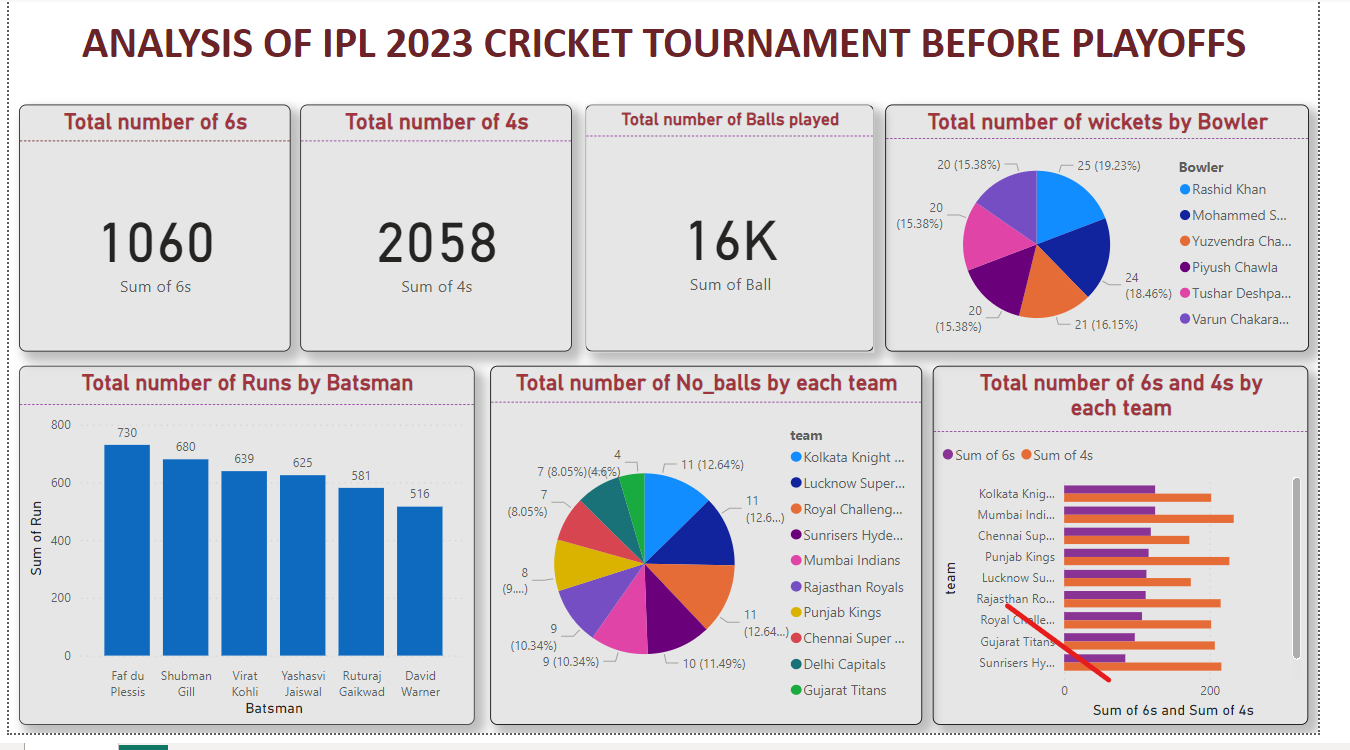 ANALYSIS OF IPL 2023 CRICKET TOURNAMENT BEFORE PLAYOFFS
Total number of 6s
1060
Sum of 6s
Total number of 4s
2058
Sum of 4s
Total number of Balls played
16K
Sum of Ball
Total number of wickets by Bowler
20 (15.38%)
25 (19.23%)
20
(15.38%)
24
(18.46%)
20
(15.38%)
21 (16.15%)
Bowler
Rashid Khan
Mohammed S...
Yuzvendra Cha...
Piyush Chawla
Tushar Deshpa...
Varun Chakara...
Total number of Runs by Batsman
800
600
400
200
0
Sum of Run
730
680
639
625
581
516
Faf du
Plessis
Shubman
Gill
Virat
Kohli
Yashasvi
Jaiswal
Ruturaj
Gaikwad
David
Warner
Batsman
Total number of No_balls by each team
4
(4.6%)
11 (12.64%)
7 (8.05%)
7
(8.05%)
11
(12.6...)
8
(9....)
11
(12.64...)
9
(10.34%)
9 (10.34%)
10 (11.49%)
team
Kolkata Knight ...
Lucknow Super...
Royal Challeng...
Sunrisers Hyde...
Mumbai Indians
Rajasthan Royals
Punjab Kings
Chennai Super ...
Delhi Capitals
Gujarat Titans
Total number of 6s and 4s by
each team
Sum of 6s
Sum of 4s
team
Kolkata Knig...
Mumbai Indi...
Chennai Sup...
Punjab Kings
Lucknow Su...
Rajasthan Ro...
Royal Challe...
Gujarat Titans
Sunrisers Hy...
0
200
Sum of 6s and Sum of 4s